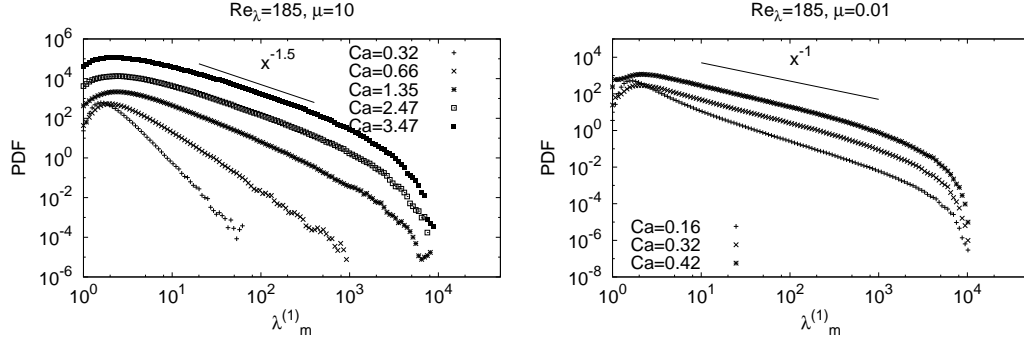 Re_λ=185, μ=10
PDF
10^6
10^4
10^2
10^0
10^-2
10^-4
10^-6
x^-1.5
Ca=0.32
Ca=0.66
Ca=1.35
Ca=2.47
Ca=3.47
10^0 10^1 10^2 10^3 10^4
λ^(1)_m
Re_λ=185, μ=0.01
PDF
10^4
10^2
10^0
10^-2
10^-4
10^-6
10^-8
x^-1
Ca=0.16
Ca=0.32
Ca=0.42
10^0 10^1 10^2 10^3 10^4
λ^(1)_m